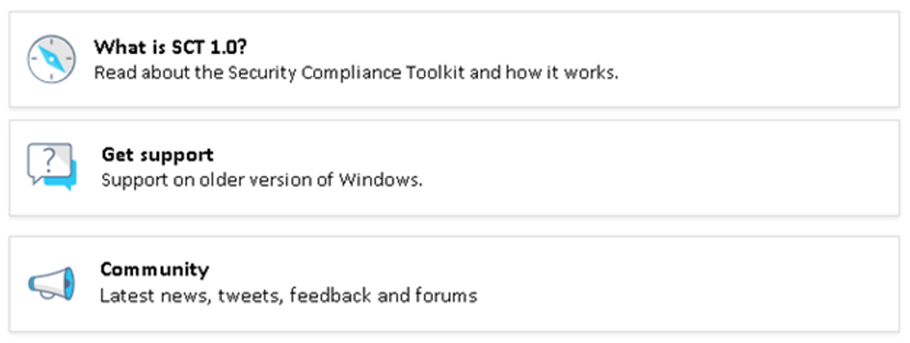 What is SCT 1.0?
Read about the Security Compliance Toolkit and how it works.
?
Get support
Support on older version of Windows.
Community
Latest news, tweets, feedback and forums